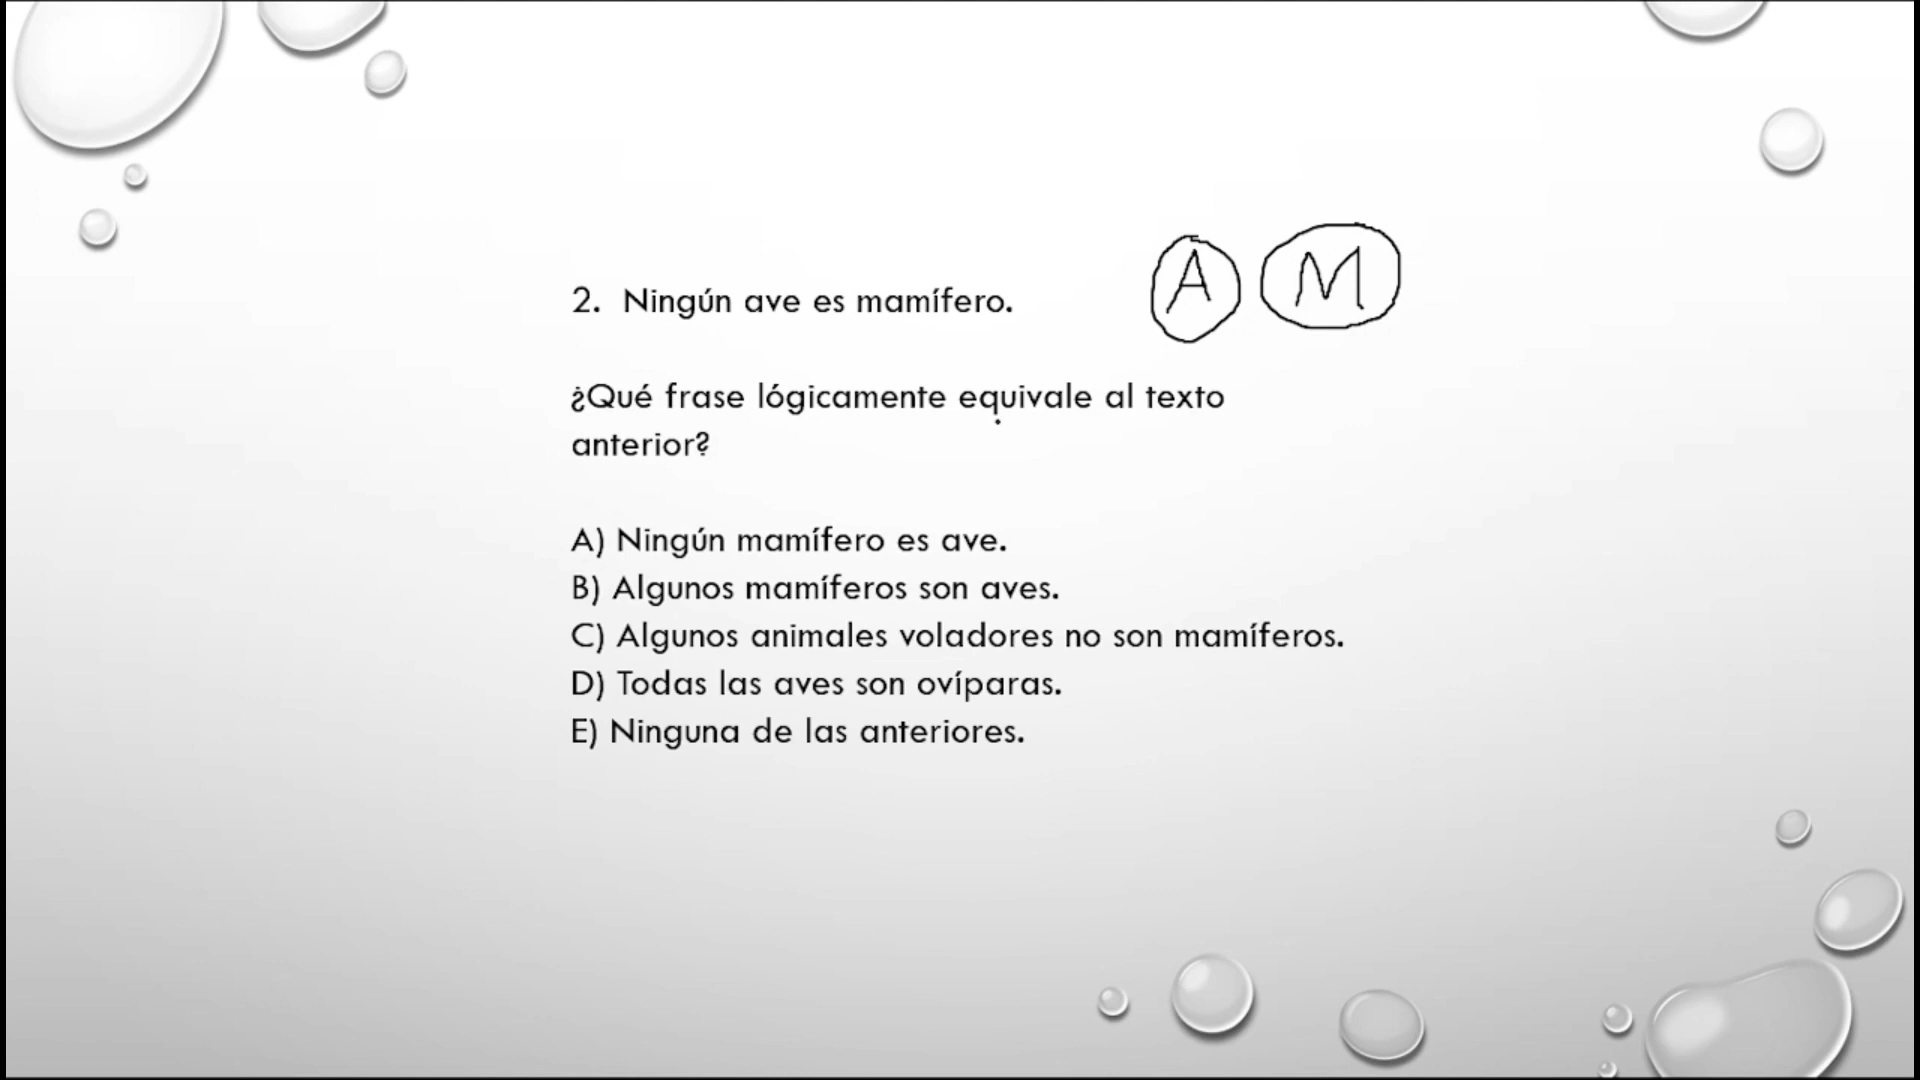 A M
2. Ningún ave es mamífero.
¿Qué frase lógicamente equivale al texto
anterior?
A) Ningún mamífero es ave.
B) Algunos mamíferos son aves.
C) Algunos animales voladores no son mamíferos.
D) Todas las aves son ovíparas.
E) Ninguna de las anteriores.